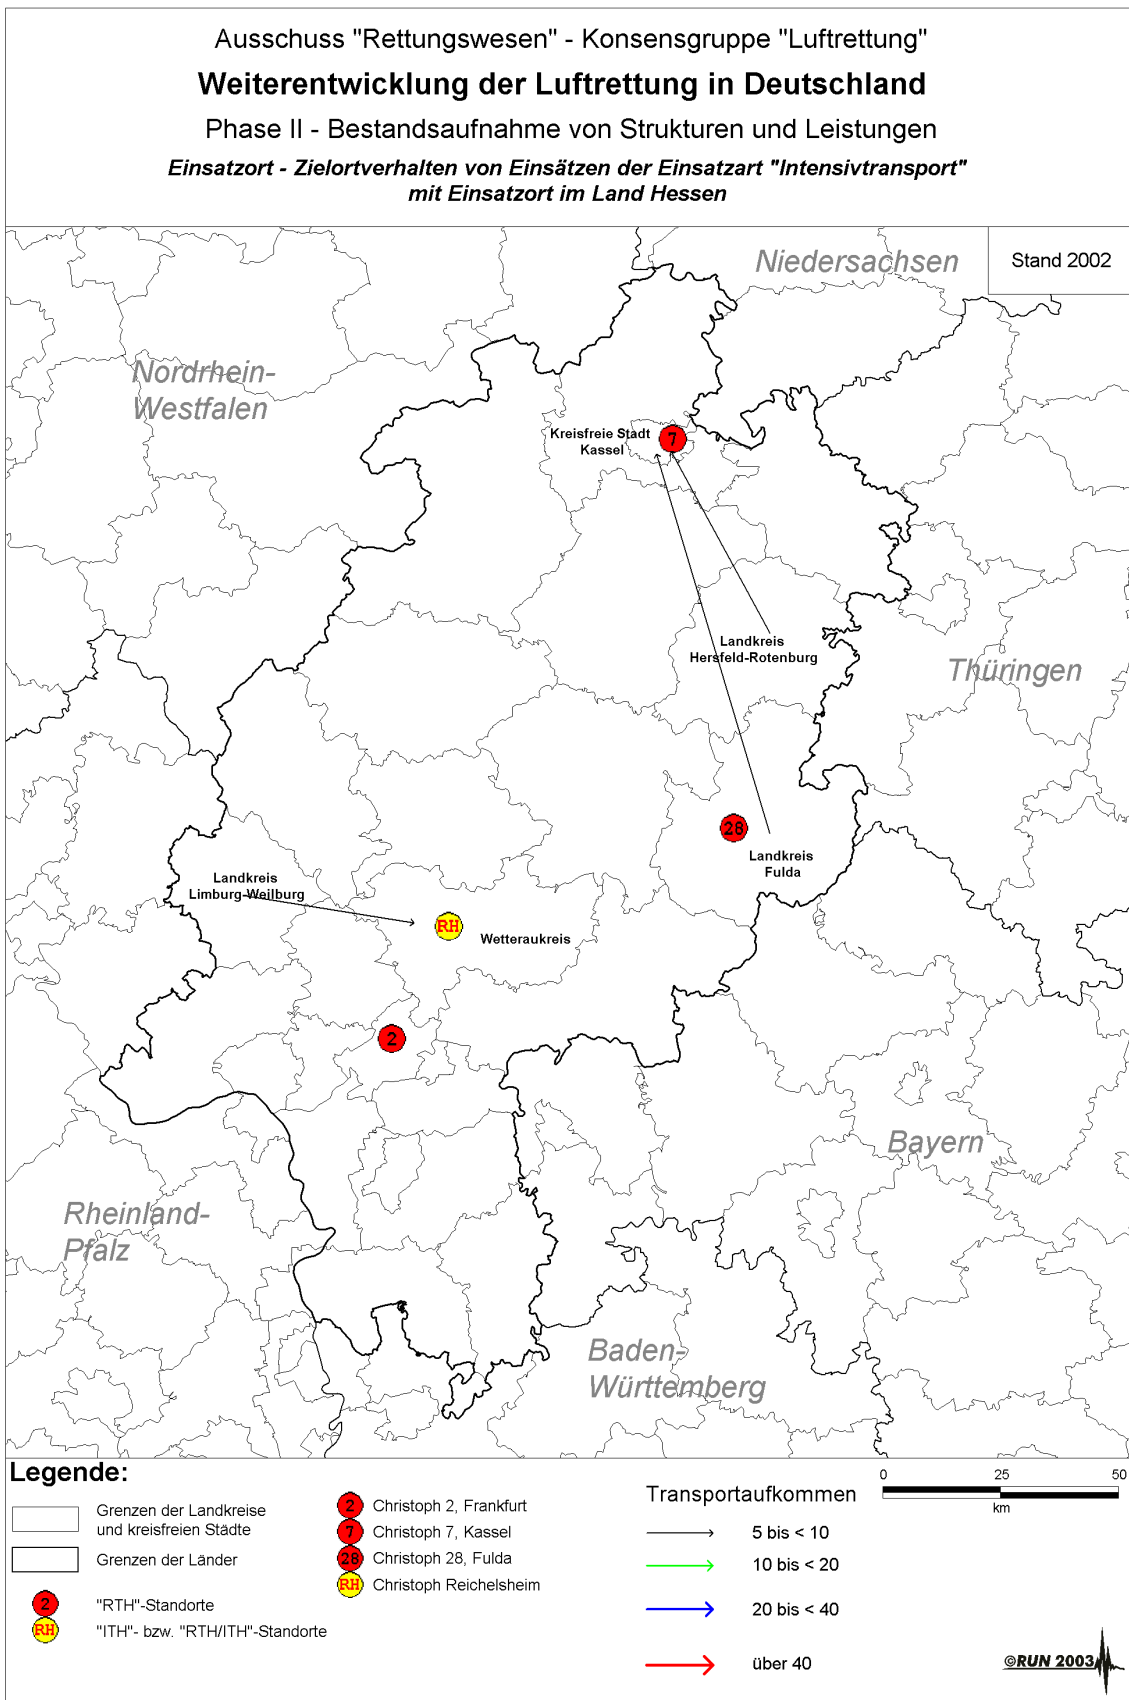 Ausschuss "Rettungswesen" - Konsensgruppe "Luftrettung"
Weiterentwicklung der Luftrettung in Deutschland
Phase II - Bestandsaufnahme von Strukturen und Leistungen
Einsatzort - Zielortverhalten von Einsätzen der Einsatzart "Intensivtransport"
mit Einsatzort im Land Hessen
Niedersachsen
Stand 2002
Nordrhein-
Westfalen
Kreisfreie Stadt
Kassel
7
Landkreis
Hersfeld-Rotenburg
Thüringen
28
Landkreis
Fulda
Landkreis
Limburg-Weilburg
RH
Wetteraukreis
2
Bayern
Rheinland-
Pfalz
Baden-
Württemberg
Legende:
Grenzen der Landkreise
und kreisfreien Städte
Grenzen der Länder
2 "RTH"-Standorte
RH "ITH"- bzw. "RTH/ITH"-Standorte
2 Christoph 2, Frankfurt
7 Christoph 7, Kassel
28 Christoph 28, Fulda
RH Christoph Reichelsheim
Transportaufkommen
5 bis < 10
10 bis < 20
20 bis < 40
über 40
0 25 50
km
©RUN 2003